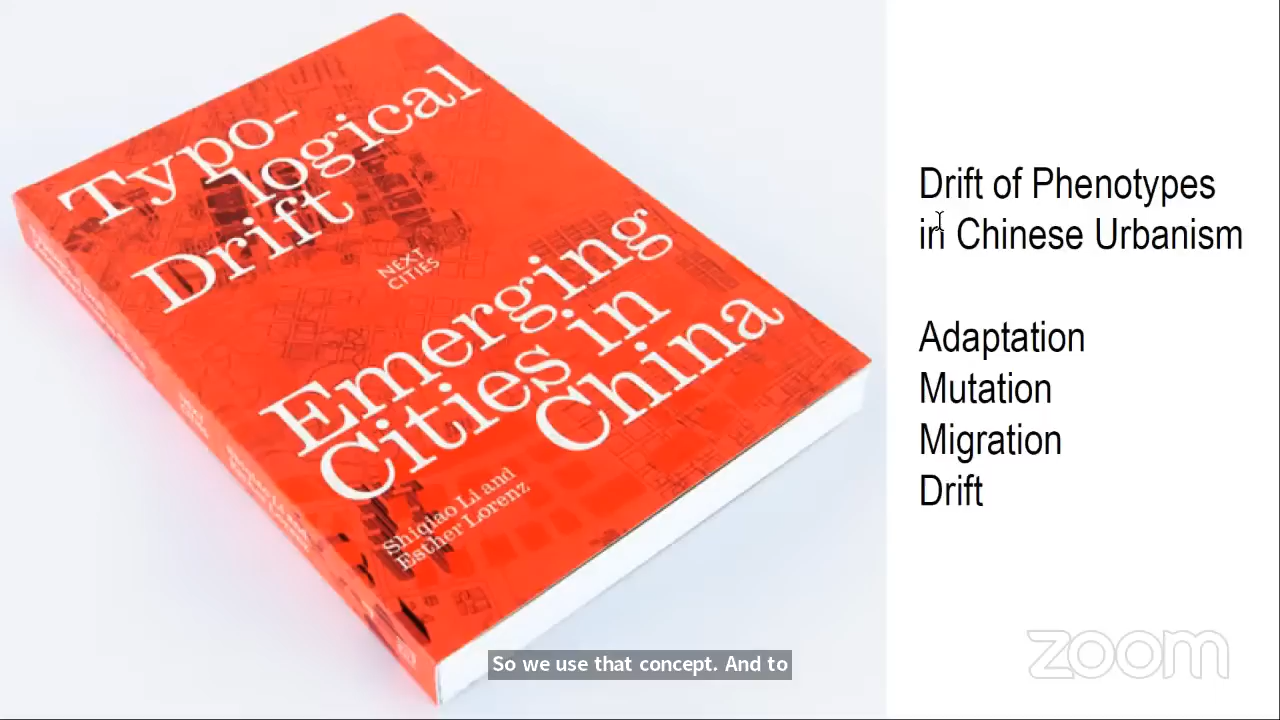 Typo-
logical
Drift
NEXT
CITIES
Emerging
Cities in
China
Shiqiao Li and
Esther Lorenz
Drift of Phenotypes
in Chinese Urbanism
Adaptation
Mutation
Migration
Drift
zoom
So we use that concept. And to